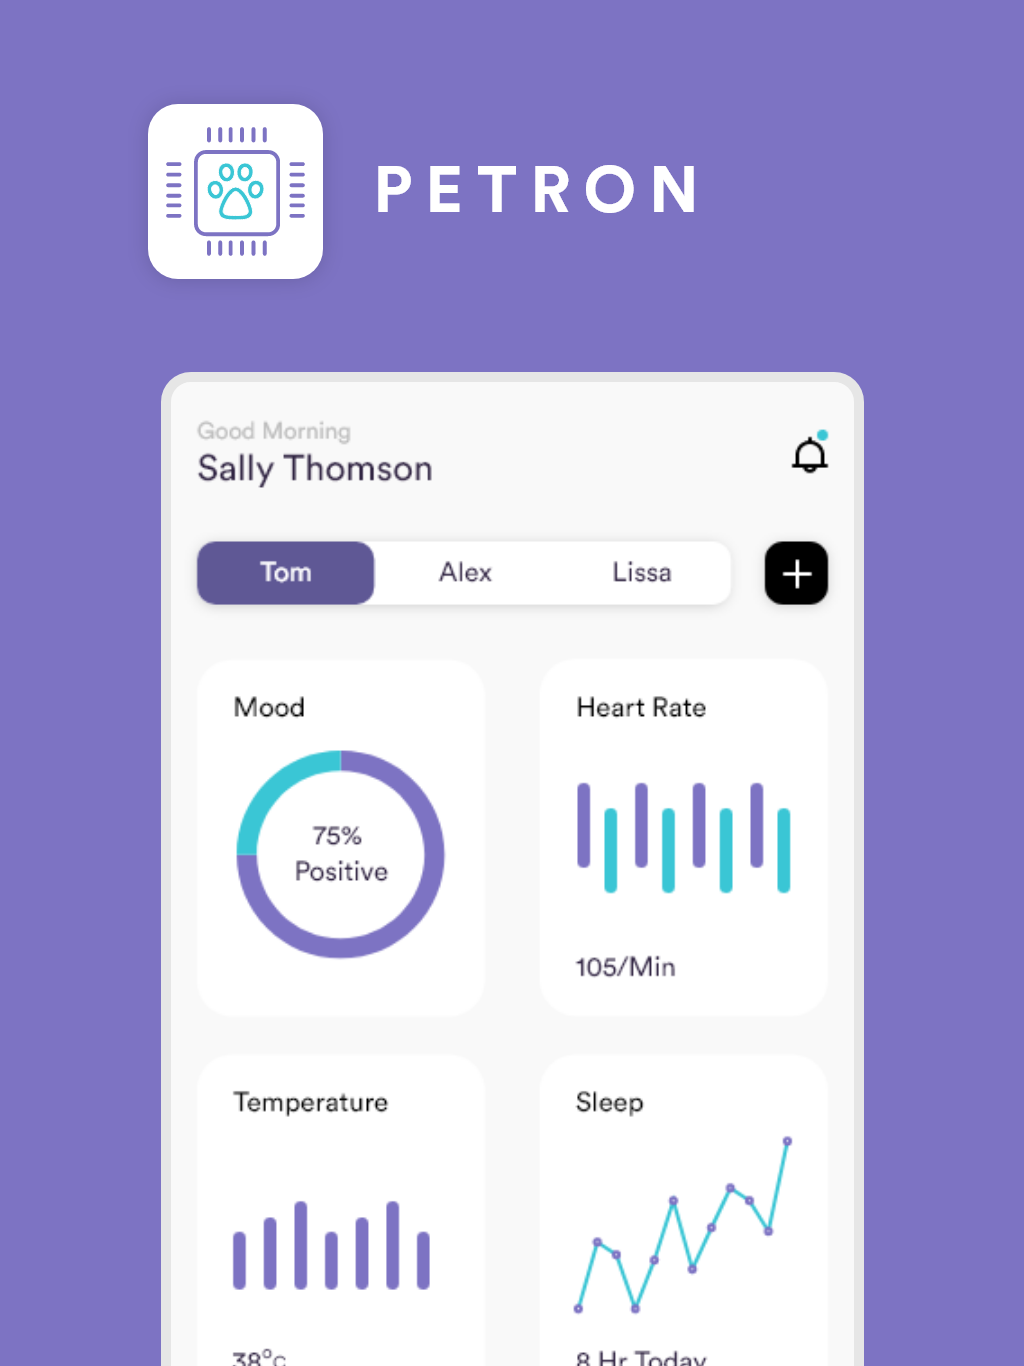 PETRON
Good Morning
Sally Thomson
Tom Alex Lissa
Mood
Heart Rate
75%
Positive
105/Min
Temperature
Sleep
38°c
8 Hr Today